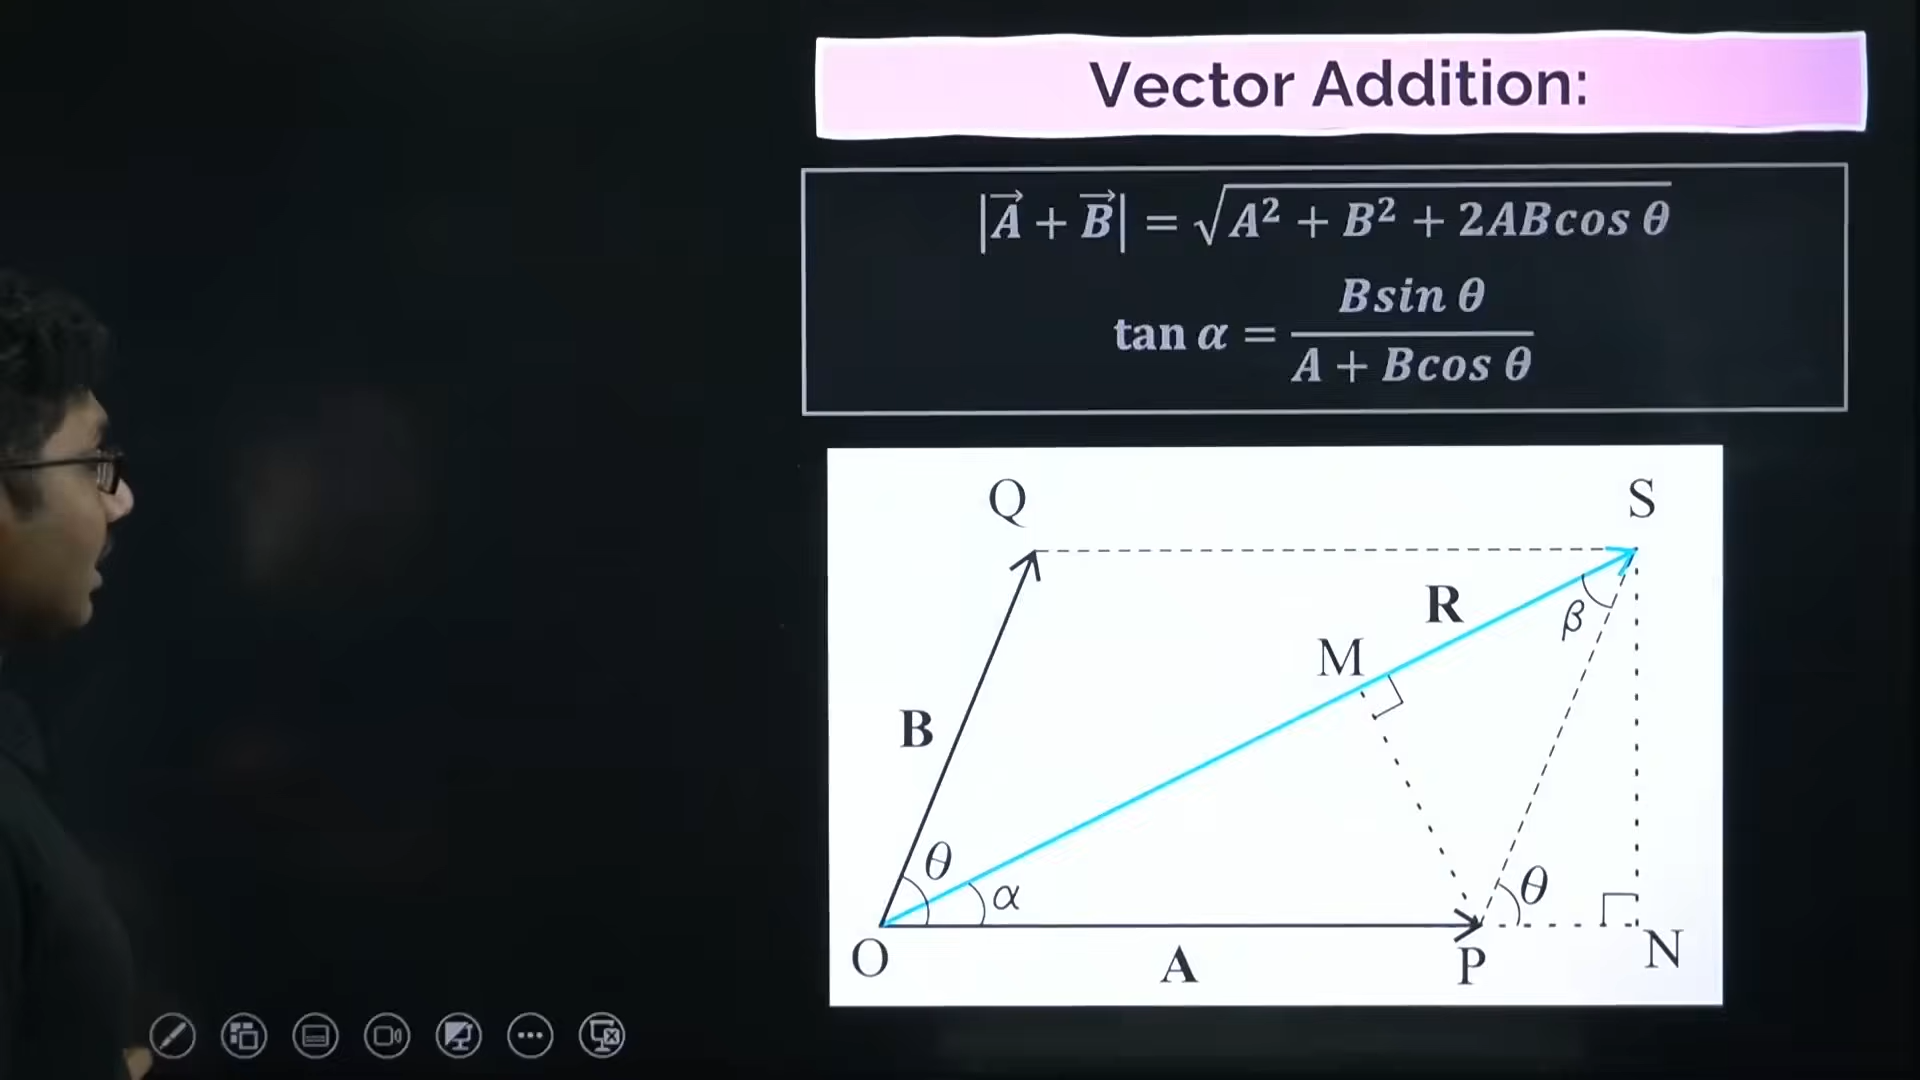 Vector Addition:
|A⃗ + B⃗| = √A² + B² + 2ABcos θ
tan α = Bsin θ / A + Bcos θ
Q S
R
β
M
B
θ
α
θ
O A P N